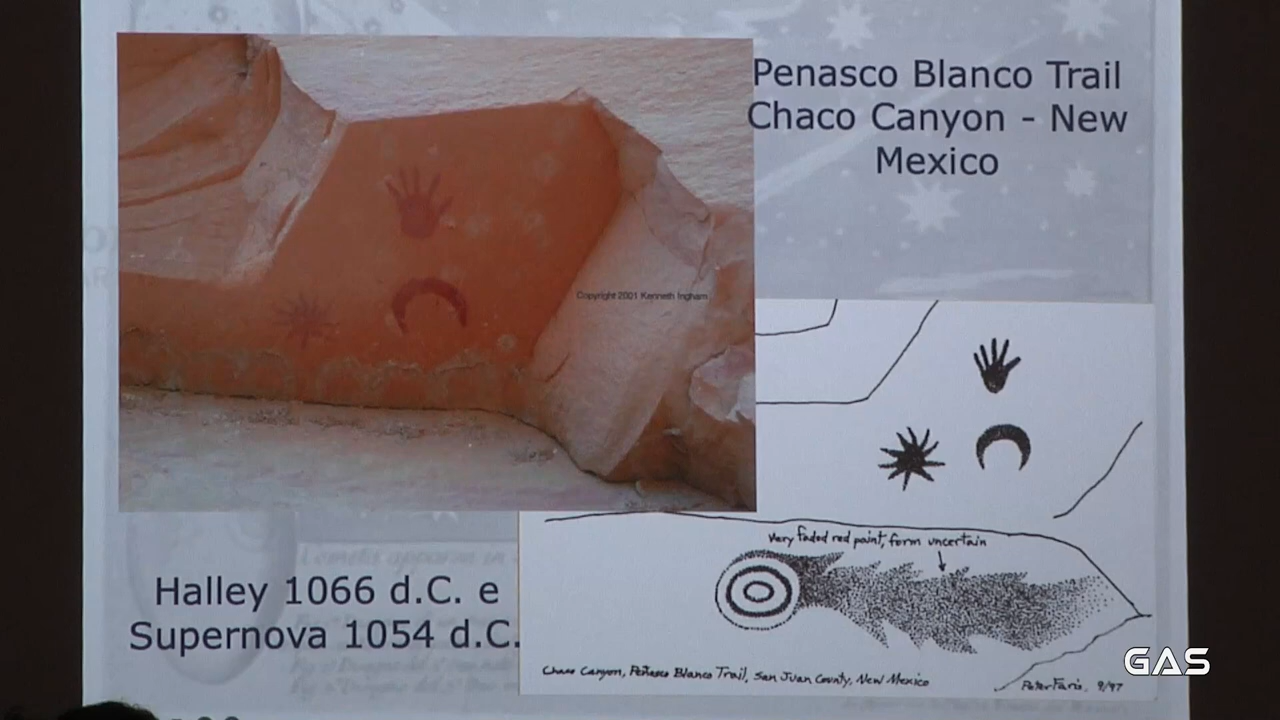 Penasco Blanco Trail
Chaco Canyon - New
Mexico
Copyright 2001 Kenneth Ingham
Very faded red paint, form uncertain
Halley 1066 d.C. e
Supernova 1054 d.C.
Chaco Canyon, Peñasco Blanco Trail, San Juan County, New Mexico
Peter Faris, 9/97
GAS